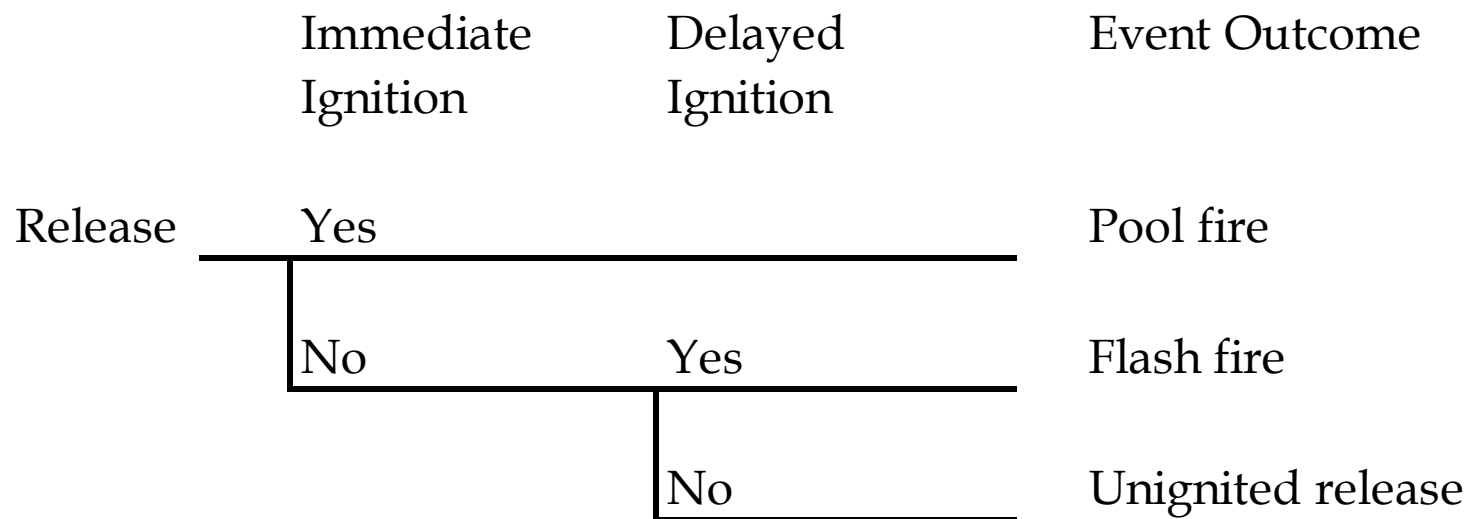 Immediate Delayed Event Outcome
Ignition Ignition
Release Yes Pool fire
No Yes Flash fire
No Unignited release